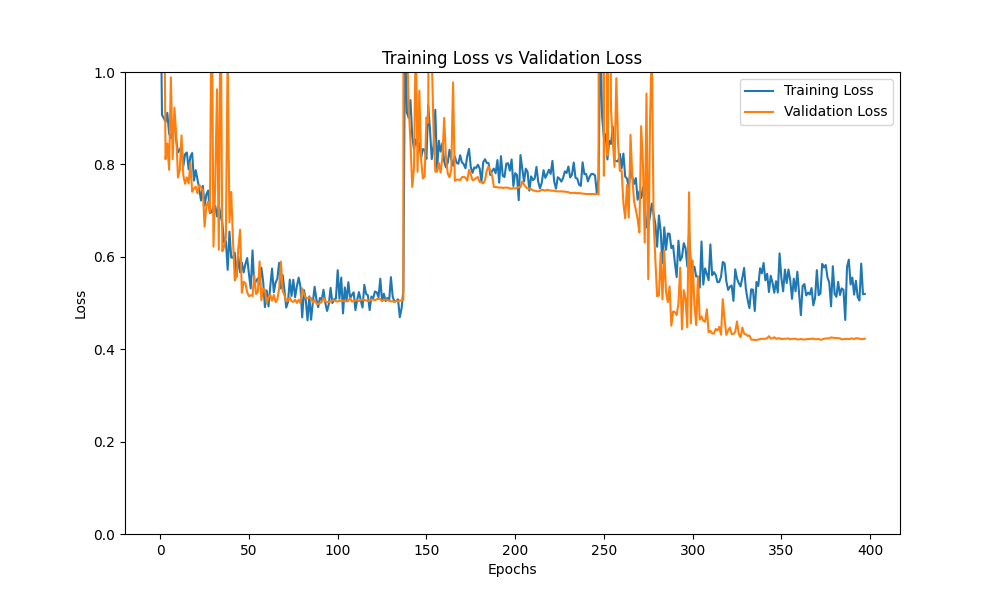 Training Loss vs Validation Loss
Training Loss
Validation Loss
Loss
1.0
0.8
0.6
0.4
0.2
0.0
0 50 100 150 200 250 300 350 400
Epochs